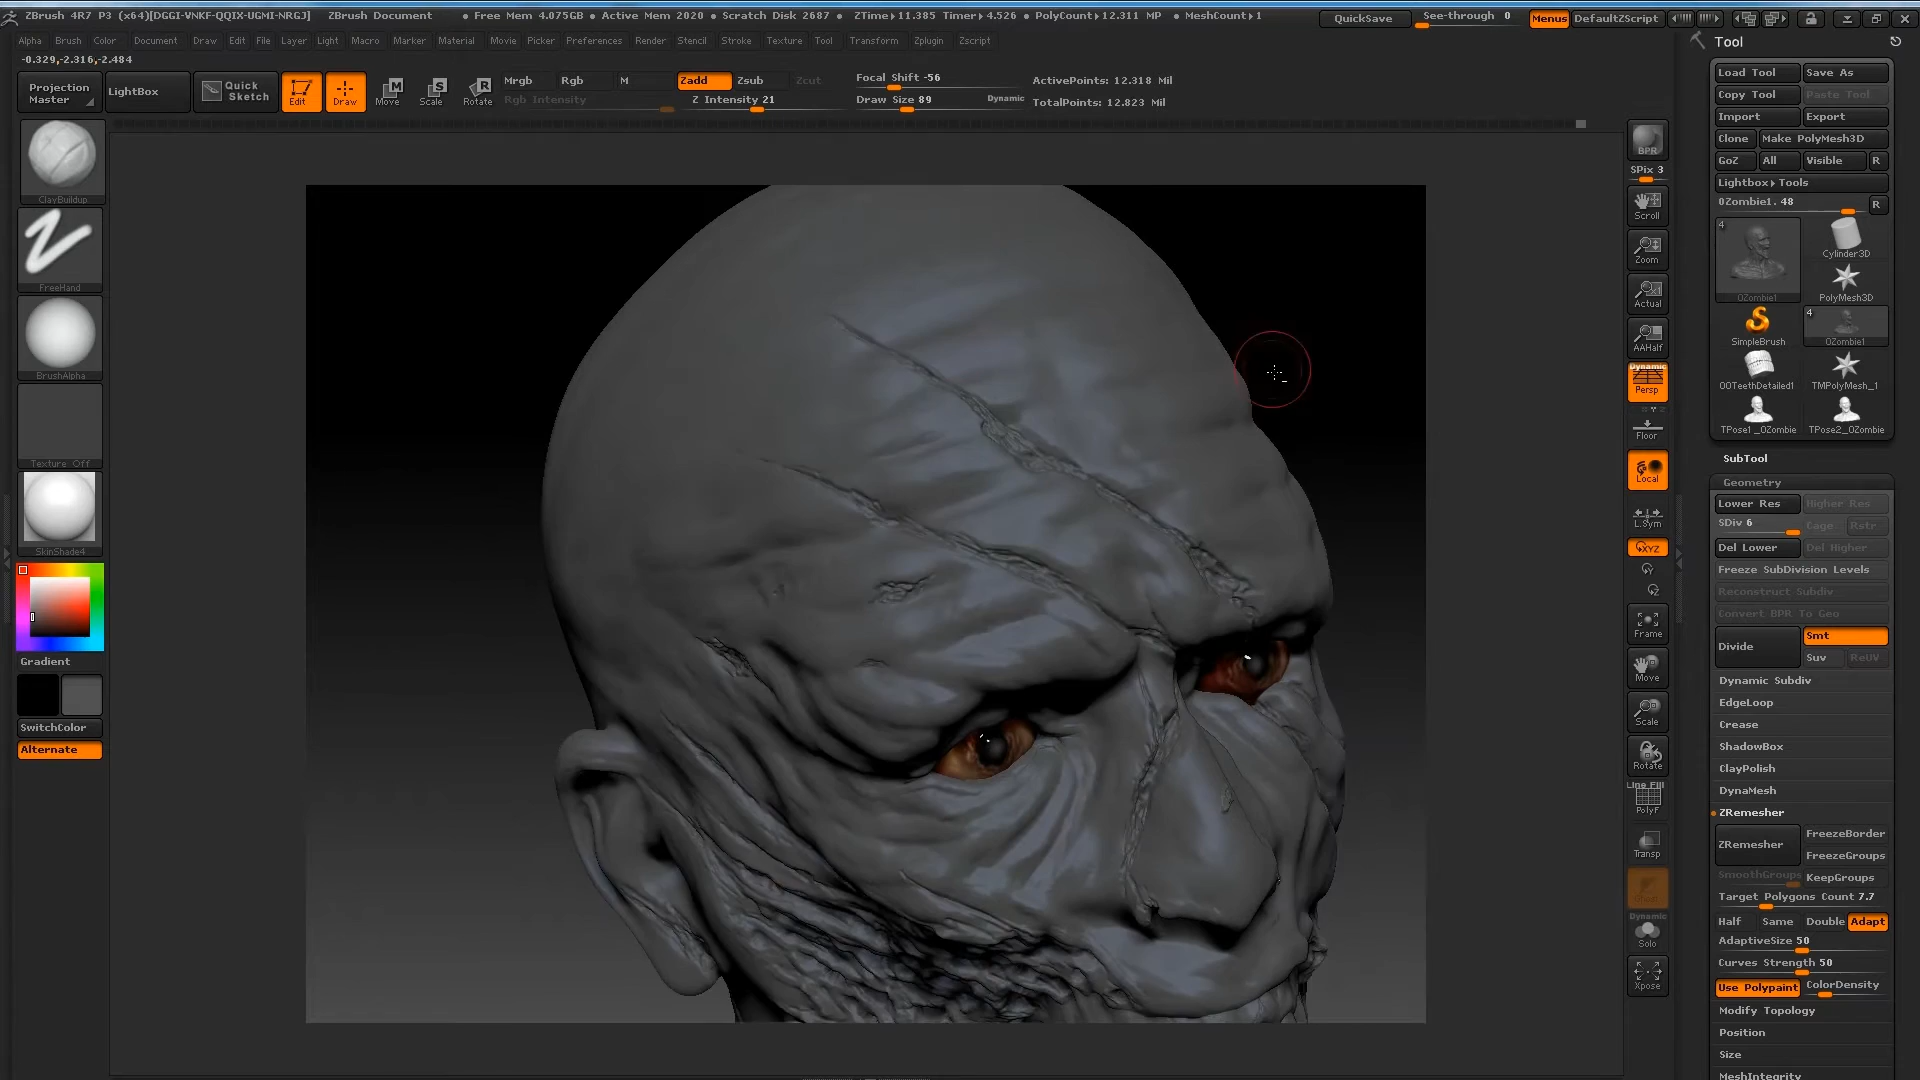 ZBrush 4R7 P3 (x64)[DGGI-VNKF-QQIX-UGMI-NRGJ] ZBrush Document • Free Mem 4.075GB • Active Mem 2020 • Scratch Disk 2687 • ZTime▸11.385 Timer▸4.526 • PolyCount▸12.311 MP • MeshCount▸1 QuickSave See-through 0 Menus DefaultZScript
Alpha Brush Color Document Draw Edit File Layer Light Macro Marker Material Movie Picker Preferences Render Stencil Stroke Texture Tool Transform Zplugin Zscript
-0.329,-2.316,-2.484
Projection Master
LightBox
Quick Sketch
Edit
Draw
Move
Scale
Rotate
Mrgb Rgb M
Rgb Intensity
Zadd Zsub Zcut
Z Intensity 21
Focal Shift -56
Draw Size 89 Dynamic
ActivePoints: 12.318 Mil
TotalPoints: 12.823 Mil
ClayBuildup
FreeHand
BrushAlpha
Texture Off
SkinShade4
Gradient
SwitchColor
Alternate
BPR
SPix 3
Scroll
Zoom
Actual
AAHalf
Dynamic
Persp
Floor
Local
L.Sym
XYZ
Frame
Move
Scale
Rotate
Line Fill
PolyF
Transp
Ghost
Dynamic
Solo
Xpose
Tool
Load Tool Save As
Copy Tool Paste Tool
Import Export
Clone Make PolyMesh3D
GoZ All Visible R
Lightbox▸Tools
0Zombie1. 48 R
4
0Zombie1
Cylinder3D
PolyMesh3D
SimpleBrush
4
0Zombie1
00TeethDetailed1
TMPolyMesh_1
TPose1_0Zombie
TPose2_0Zombie
SubTool
Geometry
Lower Res Higher Res
SDiv 6 Cage Rstr
Del Lower Del Higher
Freeze SubDivision Levels
Reconstruct Subdiv
Convert BPR To Geo
Divide Smt
Suv ReUV
Dynamic Subdiv
EdgeLoop
Crease
ShadowBox
ClayPolish
DynaMesh
ZRemesher
ZRemesher FreezeBorder
FreezeGroups
SmoothGroups KeepGroups
Target Polygons Count 7.7
Half Same Double Adapt
AdaptiveSize 50
Curves Strength 50
Use Polypaint ColorDensity
Modify Topology
Position
Size
MeshIntegrity